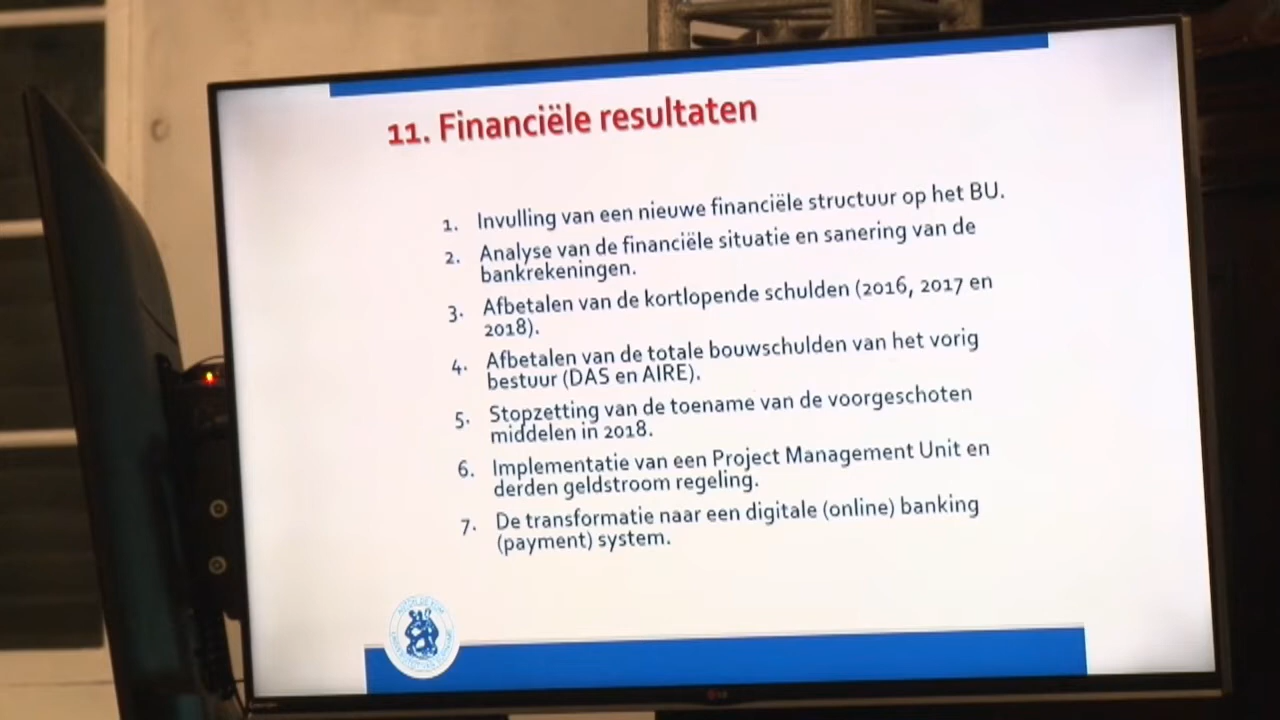 11. Financiële resultaten
1. Invulling van een nieuwe financiële structuur op het BU.
2. Analyse van de financiële situatie en sanering van de
bankrekeningen.
3. Afbetalen van de kortlopende schulden (2016, 2017 en
2018).
4. Afbetalen van de totale bouwschulden van het vorig
bestuur (DAS en AIRE).
5. Stopzetting van de toename van de voorgeschoten
middelen in 2018.
6. Implementatie van een Project Management Unit en
derden geldstroom regeling.
7. De transformatie naar een digitale (online) banking
(payment) system.
LG